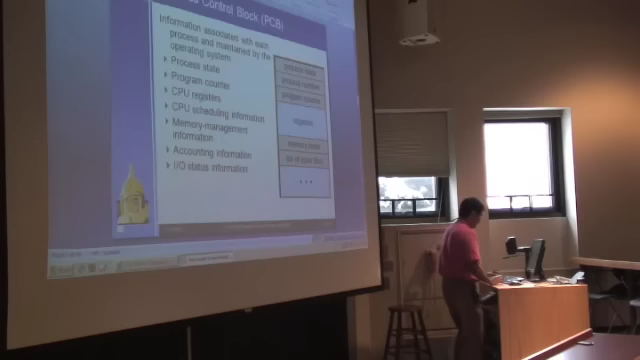 Control Block (PCB)
Information associates with each
process and maintained by the
operating system
Process state
Program counter
CPU registers
CPU scheduling information
Memory-management
information
Accounting information
I/O status information
process state
process number
program counter
registers
memory limits
list of open files
• • •